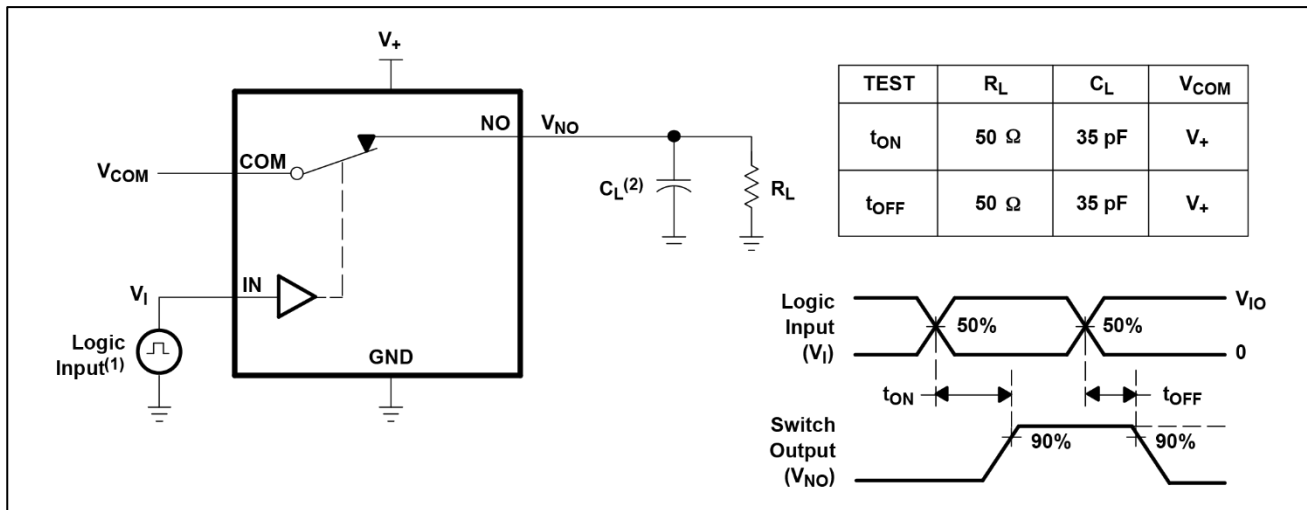 V+
NO
VNO
VCOM
COM
CL(2)
RL
VI
IN
Logic
Input(1)
GND
TEST RL CL VCOM
tON 50 Ω 35 pF V+
tOFF 50 Ω 35 pF V+
Logic
Input
(VI)
50%
50%
VIO
0
tON
tOFF
Switch
Output
(VNO)
90%
90%